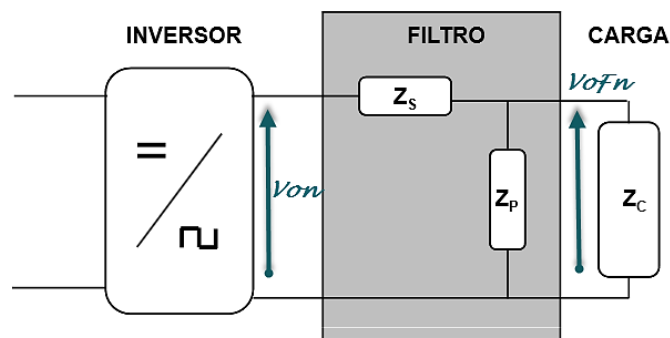 INVERSOR
FILTRO
CARGA
VoFn
ZS
Von
ZP
ZC